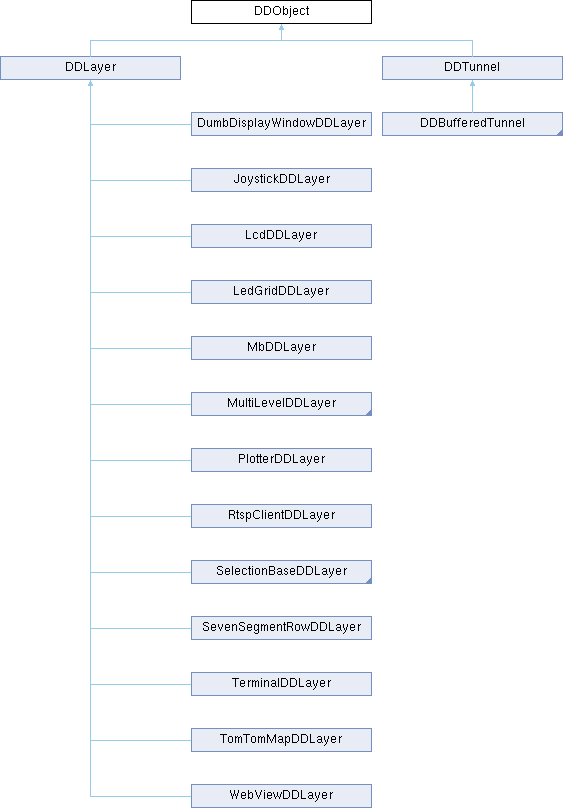 DDObject
DDLayer
DDTunnel
DumbDisplayWindowDDLayer
DDBufferedTunnel
JoystickDDLayer
LcdDDLayer
LedGridDDLayer
MbDDLayer
MultiLevelDDLayer
PlotterDDLayer
RtspClientDDLayer
SelectionBaseDDLayer
SevenSegmentRowDDLayer
TerminalDDLayer
TomTomMapDDLayer
WebViewDDLayer